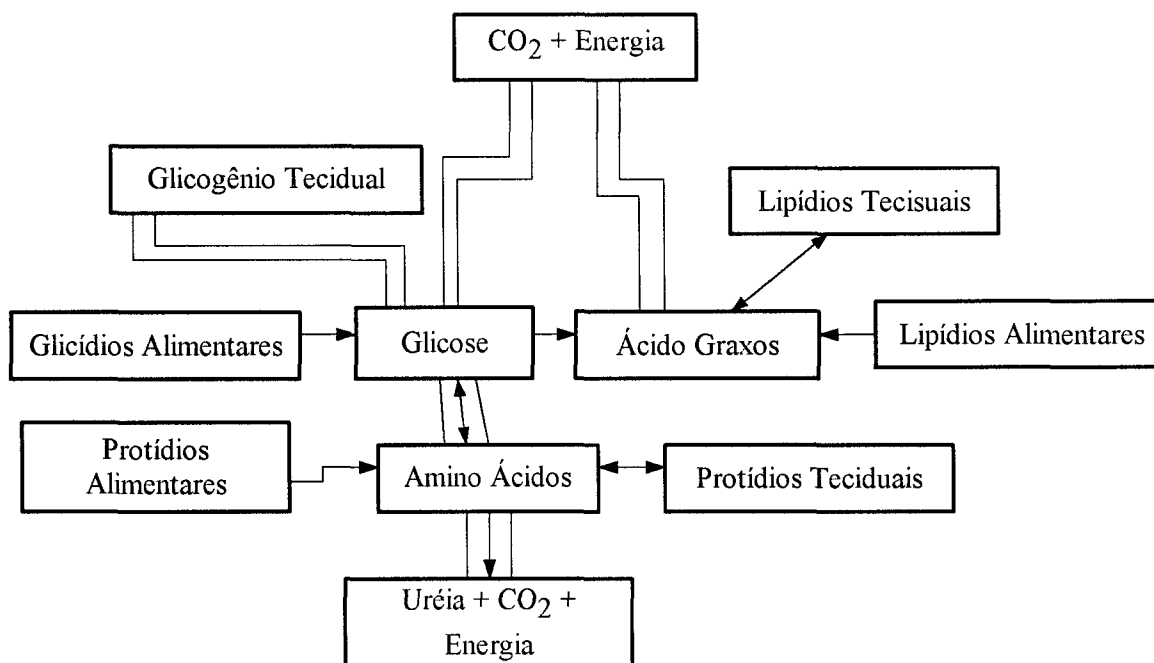 CO2 + Energia
Glicogênio Tecidual
Lipídios Tecisuais
Glicídios Alimentares
Glicose
Ácido Graxos
Lipídios Alimentares
Protídios
Alimentares
Amino Ácidos
Protídios Teciduais
Uréia + CO2 +
Energia